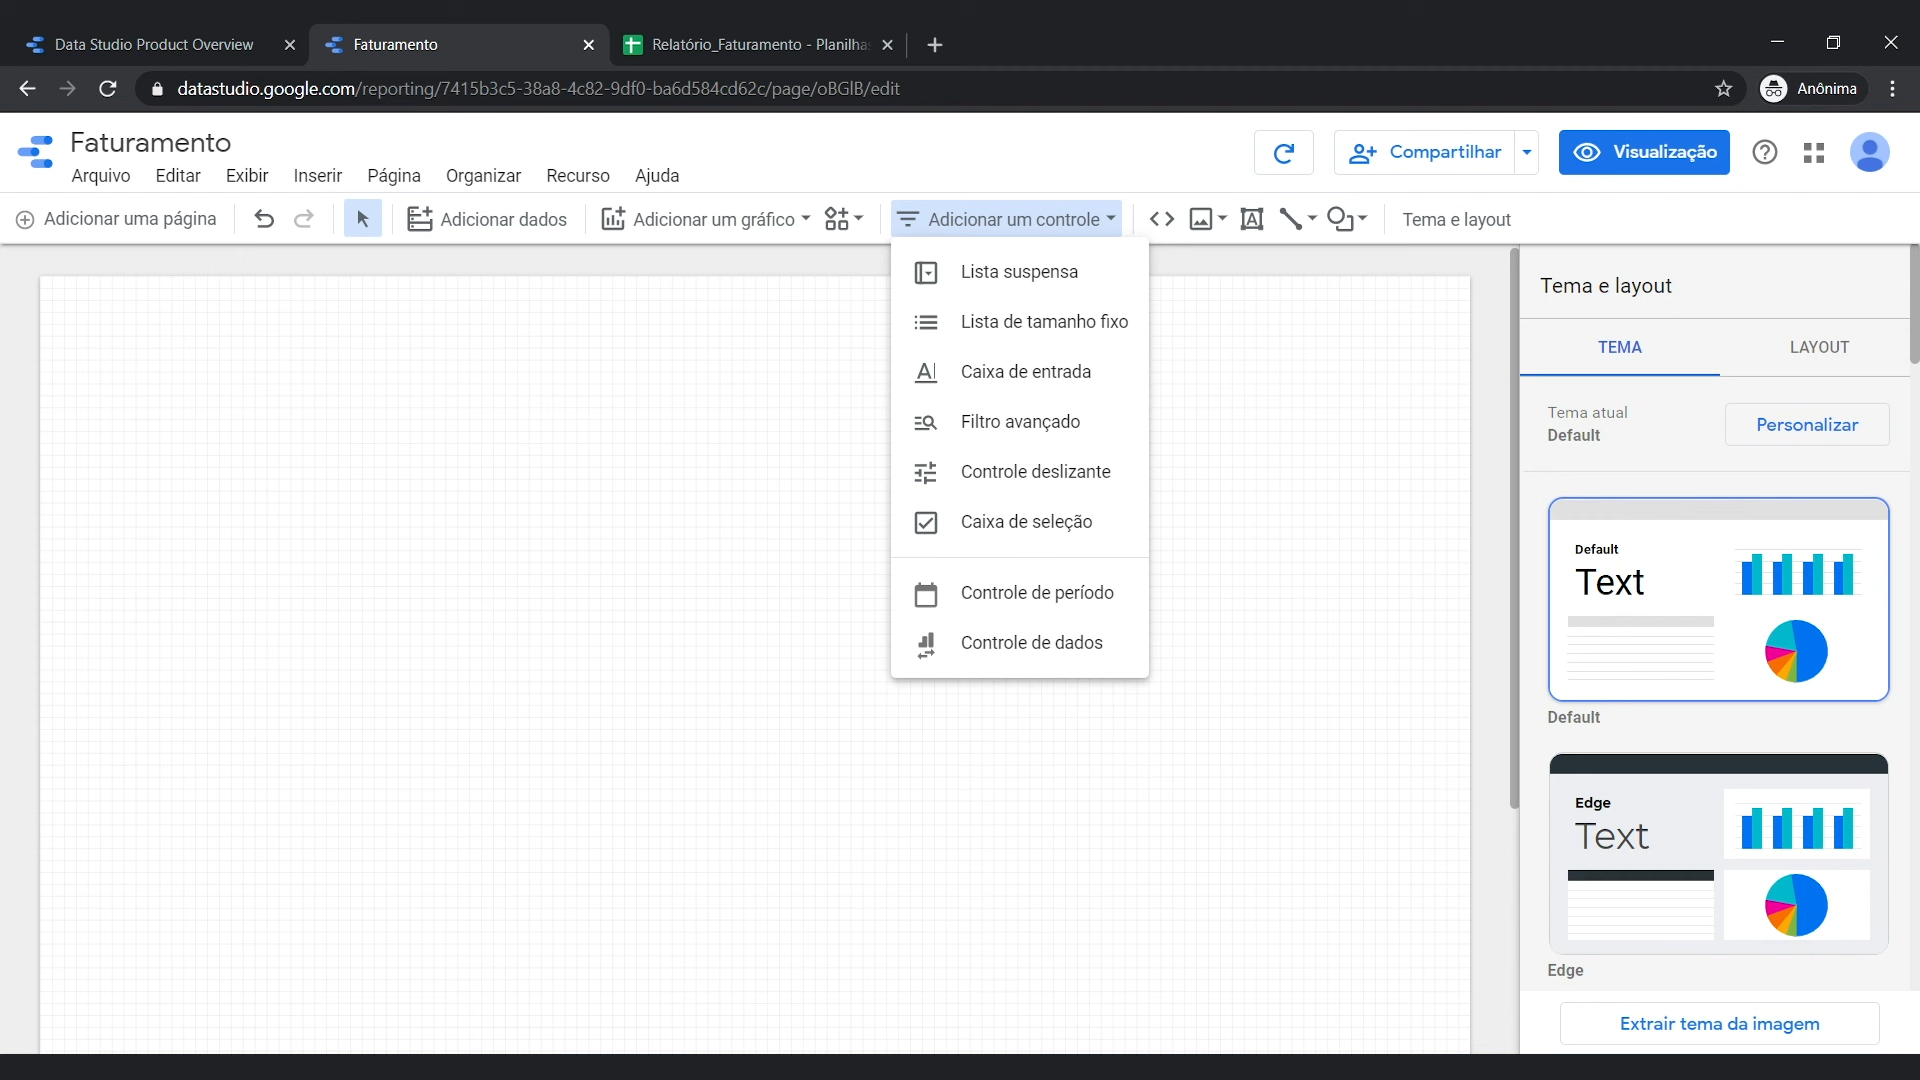 Data Studio Product Overview
Faturamento
Relatório_Faturamento - Planilhas
datastudio.google.com/reporting/7415b3c5-38a8-4c82-9df0-ba6d584cd62c/page/oBGlB/edit
Anônima
Faturamento
Compartilhar
Visualização
Arquivo Editar Exibir Inserir Página Organizar Recurso Ajuda
Adicionar uma página
Adicionar dados
Adicionar um gráfico
Adicionar um controle
Tema e layout
Lista suspensa
Lista de tamanho fixo
Caixa de entrada
Filtro avançado
Controle deslizante
Caixa de seleção
Controle de período
Controle de dados
Tema e layout
TEMA LAYOUT
Tema atual
Default
Personalizar
Default
Text
Default
Edge
Text
Edge
Extrair tema da imagem